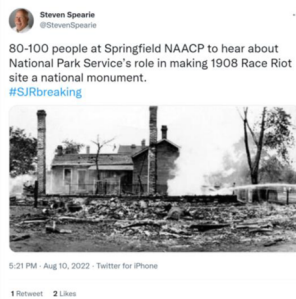 Steven Spearie
@StevenSpearie
80-100 people at Springfield NAACP to hear about
National Park Service's role in making 1908 Race Riot
site a national monument.
#SJRbreaking
5:21 PM · Aug 10, 2022 · Twitter for iPhone
1 Retweet 2 Likes